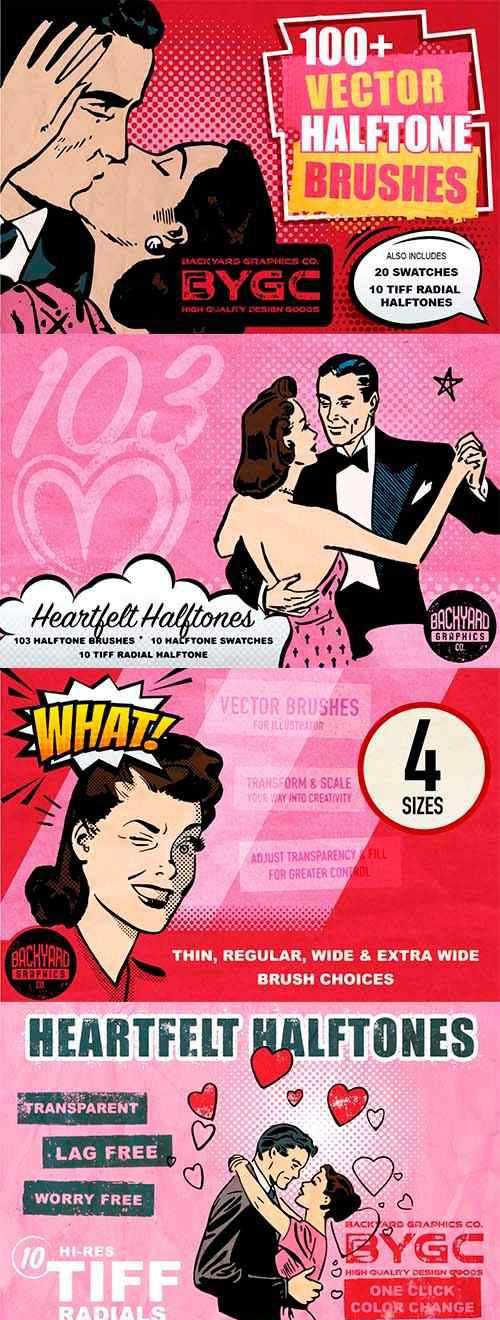 100+
VECTOR
HALFTONE
BRUSHES
ALSO INCLUDES
20 SWATCHES
10 TIFF RADIAL
HALFTONES
BACKYARD GRAPHICS CO.
BYGC
HIGH QUALITY DESIGN GOODS
103
Heartfelt Halftones
103 HALFTONE BRUSHES * 10 HALFTONE SWATCHES
10 TIFF RADIAL HALFTONE
BACKYARD
GRAPHICS
CO.
WHAT!
VECTOR BRUSHES
FOR ILLUSTRATOR
TRANSFORM & SCALE
YOUR WAY INTO CREATIVITY
ADJUST TRANSPARENCY & FILL
FOR GREATER CONTROL
4
SIZES
BACKYARD
GRAPHICS
CO.
THIN, REGULAR, WIDE & EXTRA WIDE
BRUSH CHOICES
HEARTFELT HALFTONES
TRANSPARENT
LAG FREE
WORRY FREE
10 HI-RES
TIFF
RADIALS
BACKYARD GRAPHICS CO.
BYGC
HIGH QUALITY DESIGN GOODS
ONE CLICK
COLOR CHANGE